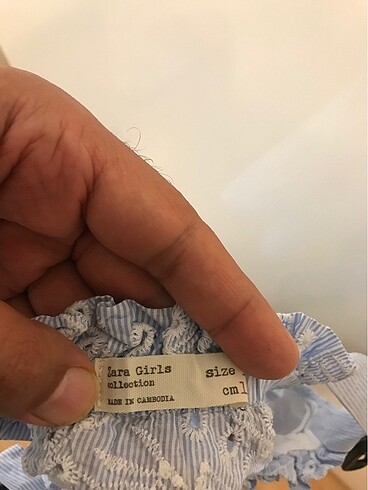 Zara Girls size
collection
MADE IN CAMBODIA cm